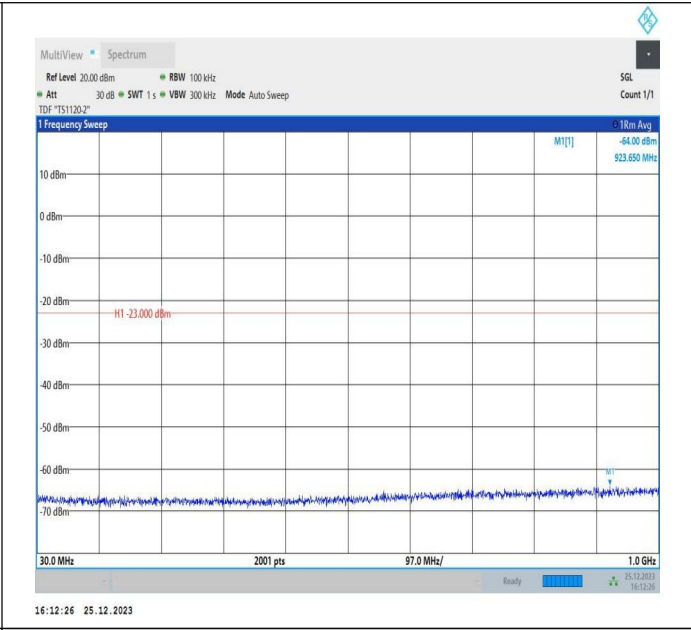 R S
MultiView Spectrum
Ref Level 20.00 dBm RBW 100 kHz SGL
Att 30 dB SWT 1 s VBW 300 kHz Mode Auto Sweep Count 1/1
TDF "TS1120-2"
1 Frequency Sweep 1Rm Avg
M1[1] -64.00 dBm
923.650 MHz
10 dBm
0 dBm
-10 dBm
-20 dBm
H1 -23.000 dBm
-30 dBm
-40 dBm
-50 dBm
-60 dBm
M1
-70 dBm
30.0 MHz 2001 pts 97.0 MHz/ 1.0 GHz
Ready 25.12.2023
16:12:26
16:12:26 25.12.2023